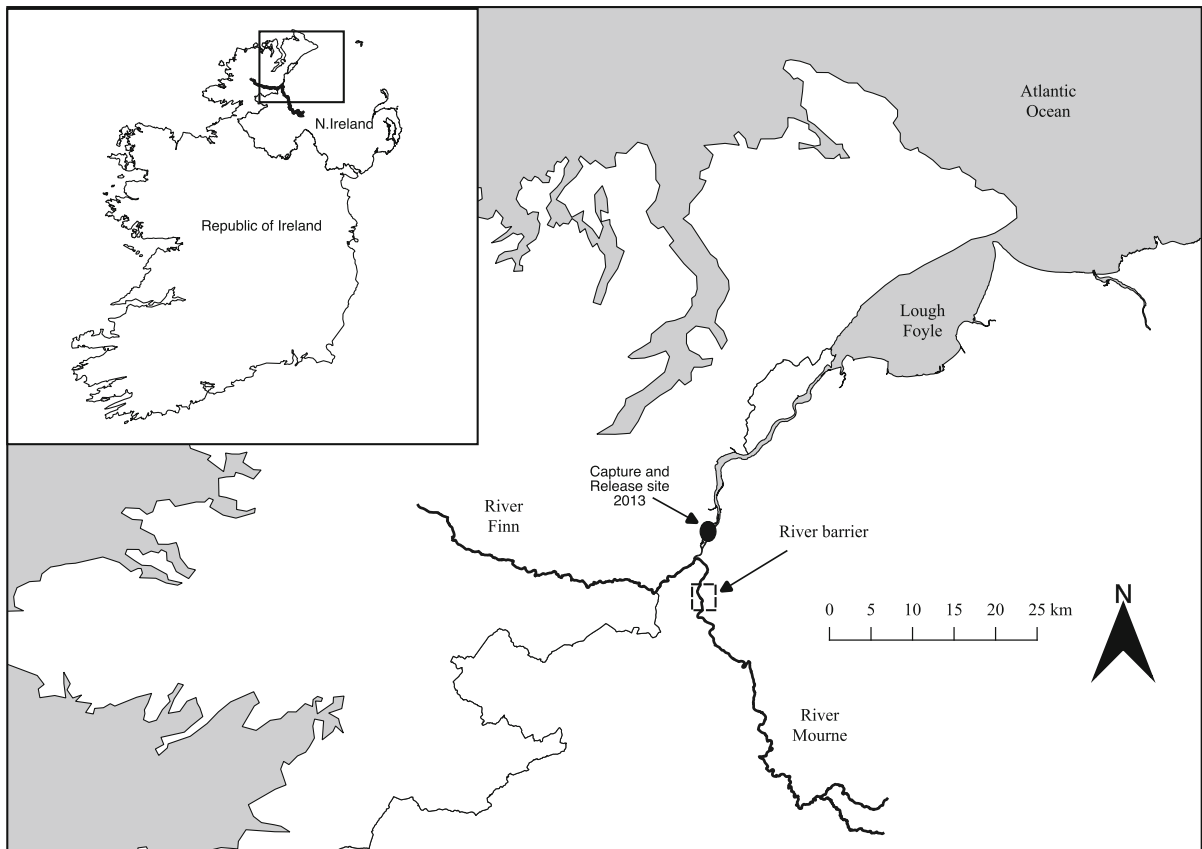 N.Ireland
Republic of Ireland
Atlantic
Ocean
Lough
Foyle
Capture and
Release site
2013
River
Finn
River barrier
0 5 10 15 20 25 km
N
River
Mourne